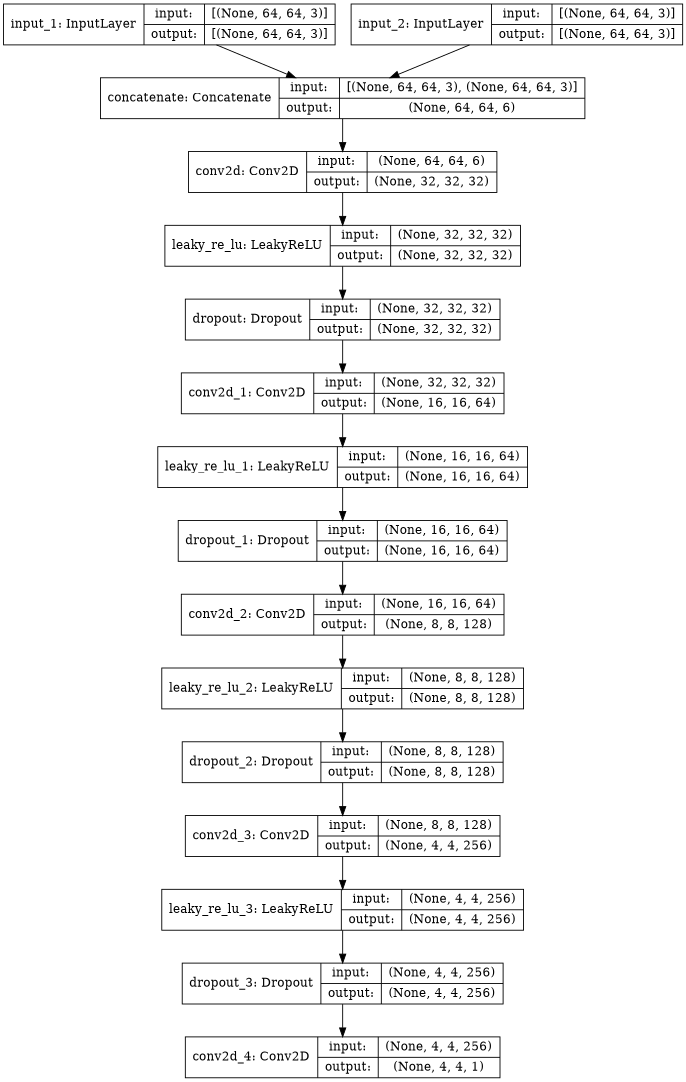 input_1: InputLayer
input:
[(None, 64, 64, 3)]
output:
[(None, 64, 64, 3)]
input_2: InputLayer
input:
[(None, 64, 64, 3)]
output:
[(None, 64, 64, 3)]
concatenate: Concatenate
input:
[(None, 64, 64, 3), (None, 64, 64, 3)]
output:
(None, 64, 64, 6)
conv2d: Conv2D
input:
(None, 64, 64, 6)
output:
(None, 32, 32, 32)
leaky_re_lu: LeakyReLU
input:
(None, 32, 32, 32)
output:
(None, 32, 32, 32)
dropout: Dropout
input:
(None, 32, 32, 32)
output:
(None, 32, 32, 32)
conv2d_1: Conv2D
input:
(None, 32, 32, 32)
output:
(None, 16, 16, 64)
leaky_re_lu_1: LeakyReLU
input:
(None, 16, 16, 64)
output:
(None, 16, 16, 64)
dropout_1: Dropout
input:
(None, 16, 16, 64)
output:
(None, 16, 16, 64)
conv2d_2: Conv2D
input:
(None, 16, 16, 64)
output:
(None, 8, 8, 128)
leaky_re_lu_2: LeakyReLU
input:
(None, 8, 8, 128)
output:
(None, 8, 8, 128)
dropout_2: Dropout
input:
(None, 8, 8, 128)
output:
(None, 8, 8, 128)
conv2d_3: Conv2D
input:
(None, 8, 8, 128)
output:
(None, 4, 4, 256)
leaky_re_lu_3: LeakyReLU
input:
(None, 4, 4, 256)
output:
(None, 4, 4, 256)
dropout_3: Dropout
input:
(None, 4, 4, 256)
output:
(None, 4, 4, 256)
conv2d_4: Conv2D
input:
(None, 4, 4, 256)
output:
(None, 4, 4, 1)